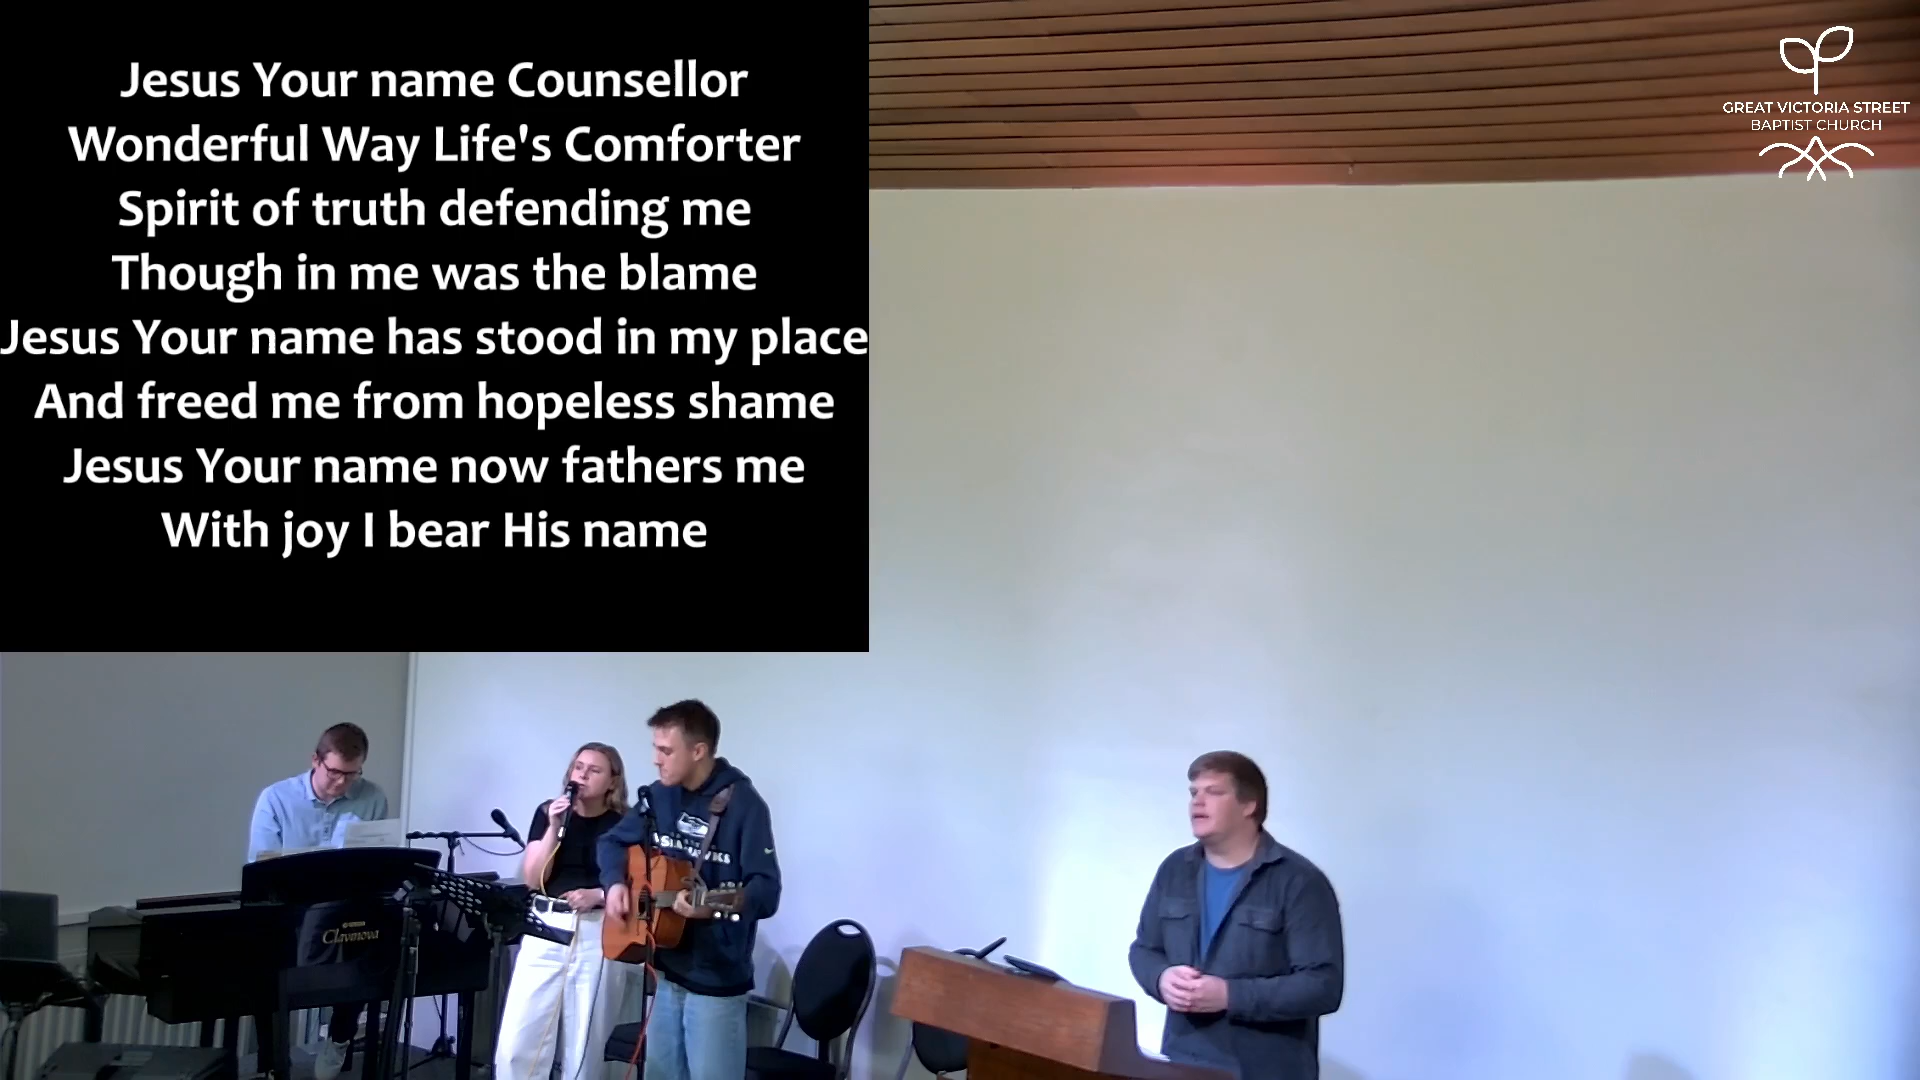 Jesus Your name Counsellor
Wonderful Way Life's Comforter
Spirit of truth defending me
Though in me was the blame
Jesus Your name has stood in my place
And freed me from hopeless shame
Jesus Your name now fathers me
With joy I bear His name
GREAT VICTORIA STREET
BAPTIST CHURCH
SEAHAWKS
YAMAHA
Clavinova